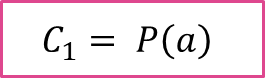 C₁ = P(a)